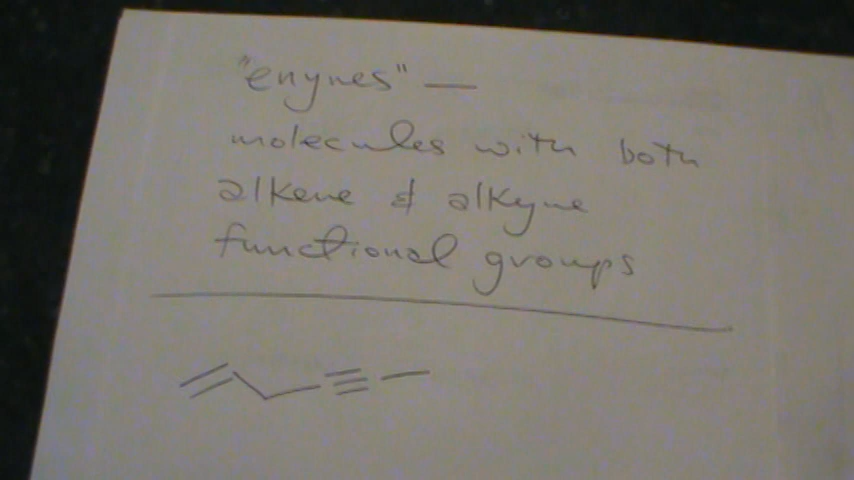 "enynes" —
molecules with both
alkene & alkyne
functional groups